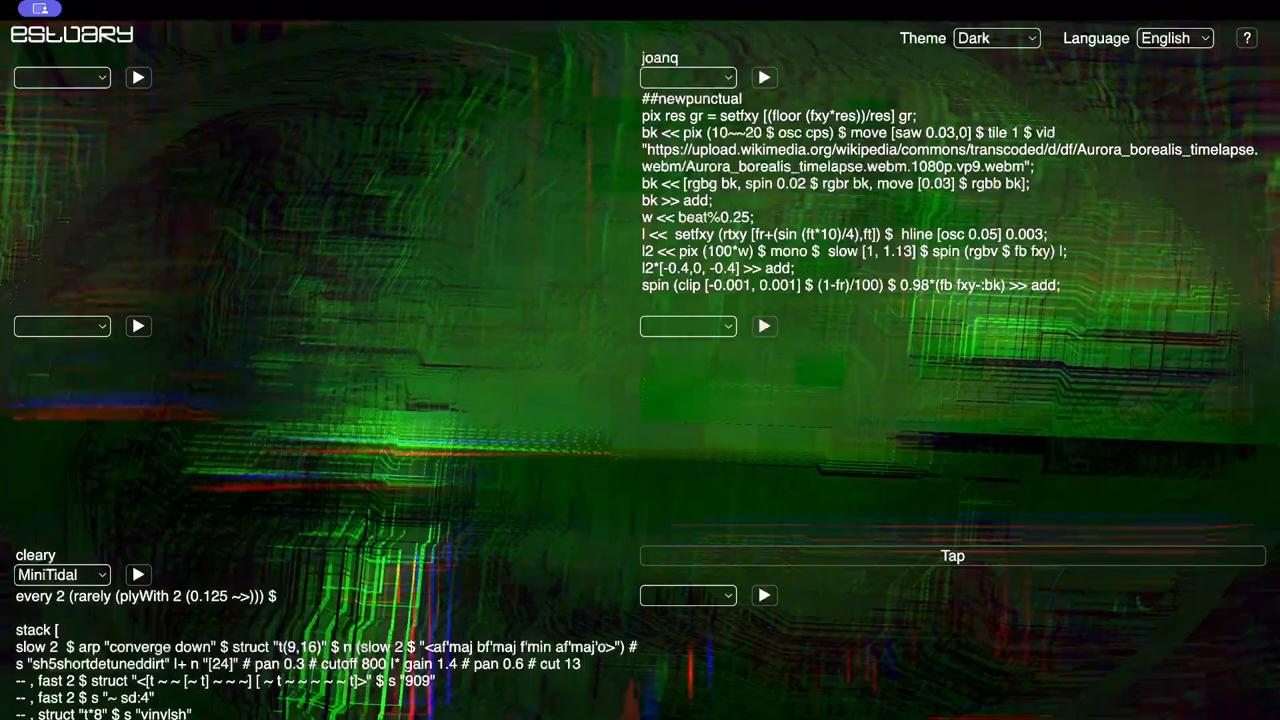 estuary
Theme Dark Language English ?
joanq
##newpunctual
pix res gr = setfxy [(floor (fxy*res))/res] gr;
bk << pix (10~~20 $ osc cps) $ move [saw 0.03,0] $ tile 1 $ vid
"https://upload.wikimedia.org/wikipedia/commons/transcoded/d/df/Aurora_borealis_timelapse.
webm/Aurora_borealis_timelapse.webm.1080p.vp9.webm";
bk << [rgbg bk, spin 0.02 $ rgbr bk, move [0.03] $ rgbb bk];
bk >> add;
w << beat%0.25;
l << setfxy (rtxy [fr+(sin (ft*10)/4),ft]) $ hline [osc 0.05] 0.003;
l2 << pix (100*w) $ mono $ slow [1, 1.13] $ spin (rgbv $ fb fxy) l;
l2*[-0.4,0, -0.4] >> add;
spin (clip [-0.001, 0.001] $ (1-fr)/100) $ 0.98*(fb fxy-:bk) >> add;
Tap
cleary
MiniTidal
every 2 (rarely (plyWith 2 (0.125 ~>))) $
stack [
slow 2 $ arp "converge down" $ struct "t(9,16)" $ n (slow 2 $ "<af'maj bf'maj f'min af'maj'o>") #
s "sh5shortdetuneddirt" |+ n "[24]" # pan 0.3 # cutoff 800 |* gain 1.4 # pan 0.6 # cut 13
-- , fast 2 $ struct "<[t ~ ~ [~ t] ~ ~ ~] [ ~ t ~ ~ ~ ~ ~ t]>" $ s "909"
-- , fast 2 $ s "~ sd:4"
-- , struct "t*8" $ s "vinylsh"